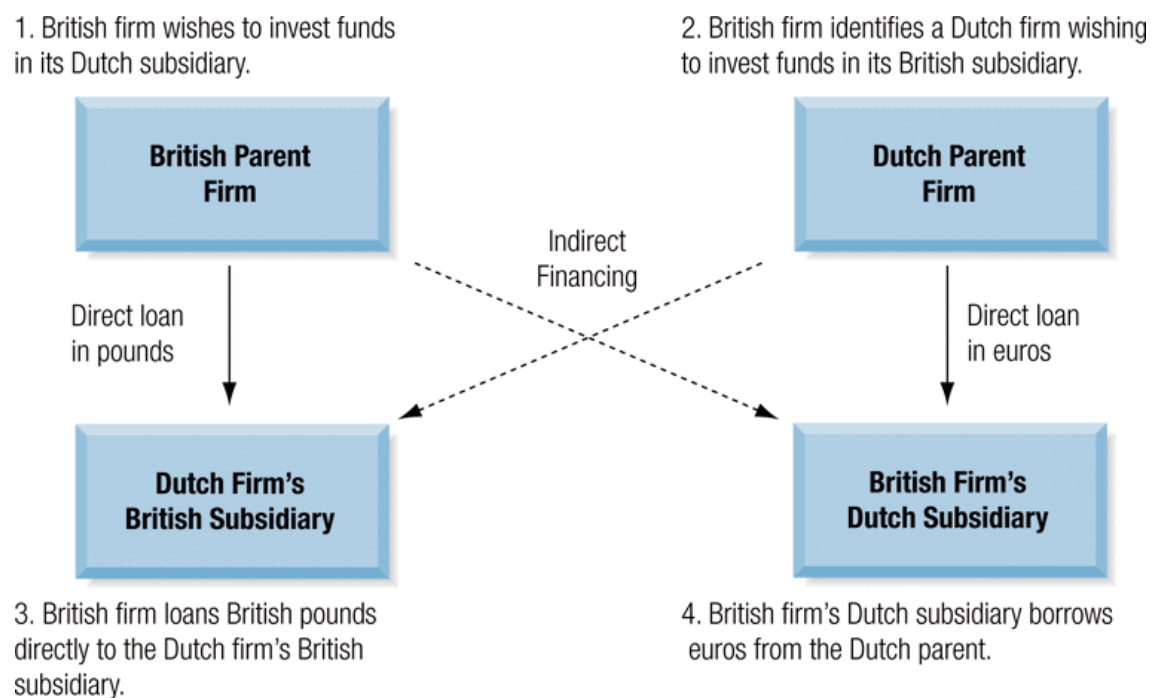 1. British firm wishes to invest funds
in its Dutch subsidiary.
2. British firm identifies a Dutch firm wishing
to invest funds in its British subsidiary.
British Parent
Firm
Dutch Parent
Firm
Indirect
Financing
Direct loan
in pounds
Direct loan
in euros
Dutch Firm's
British Subsidiary
British Firm's
Dutch Subsidiary
3. British firm loans British pounds
directly to the Dutch firm's British
subsidiary.
4. British firm's Dutch subsidiary borrows
euros from the Dutch parent.